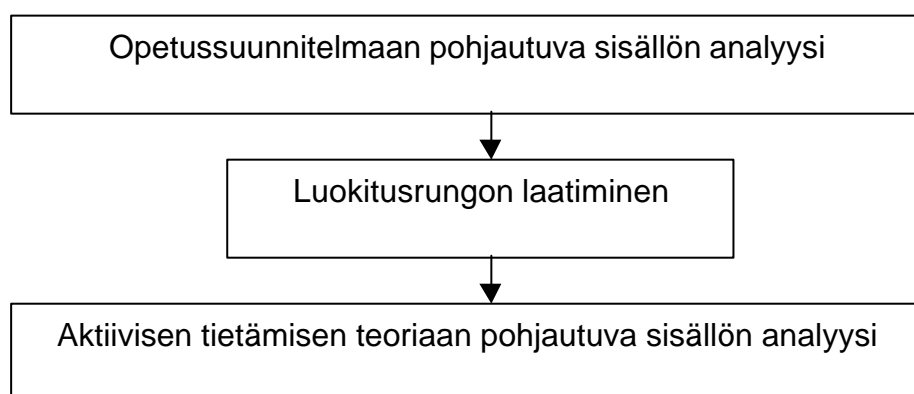 Opetussuunnitelmaan pohjautuva sisällön analyysi
Luokitusrungon laatiminen
Aktiivisen tietämisen teoriaan pohjautuva sisällön analyysi